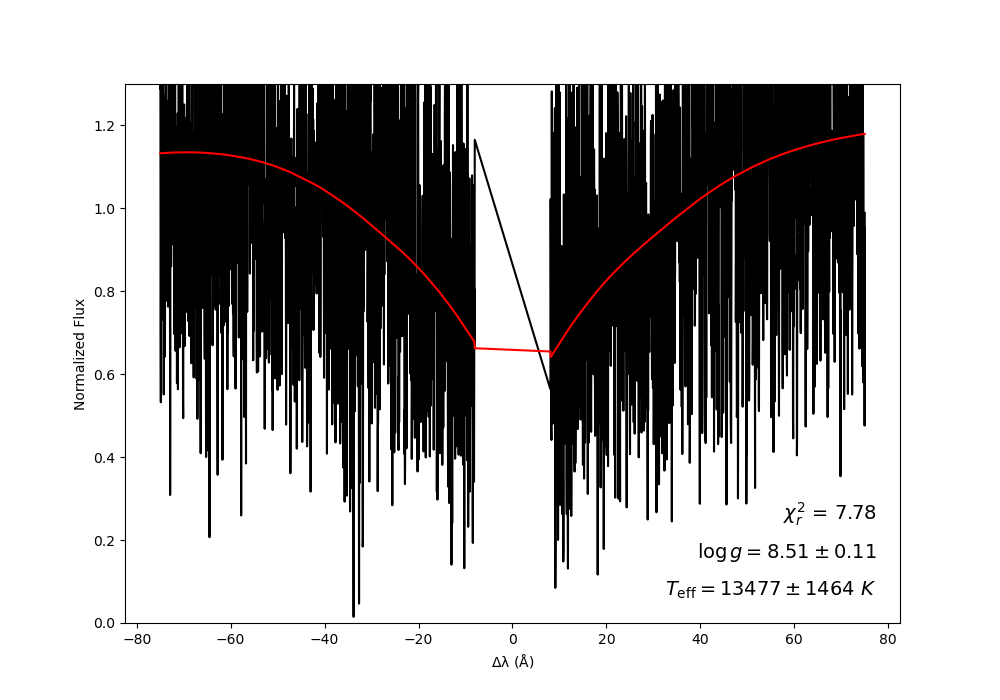 Normalized Flux
1.2
1.0
0.8
0.6
0.4
0.2
0.0
χ²ᵣ = 7.78
log g = 8.51 ± 0.11
T_eff = 13477 ± 1464 K
−80 −60 −40 −20 0 20 40 60 80
Δλ (Å)